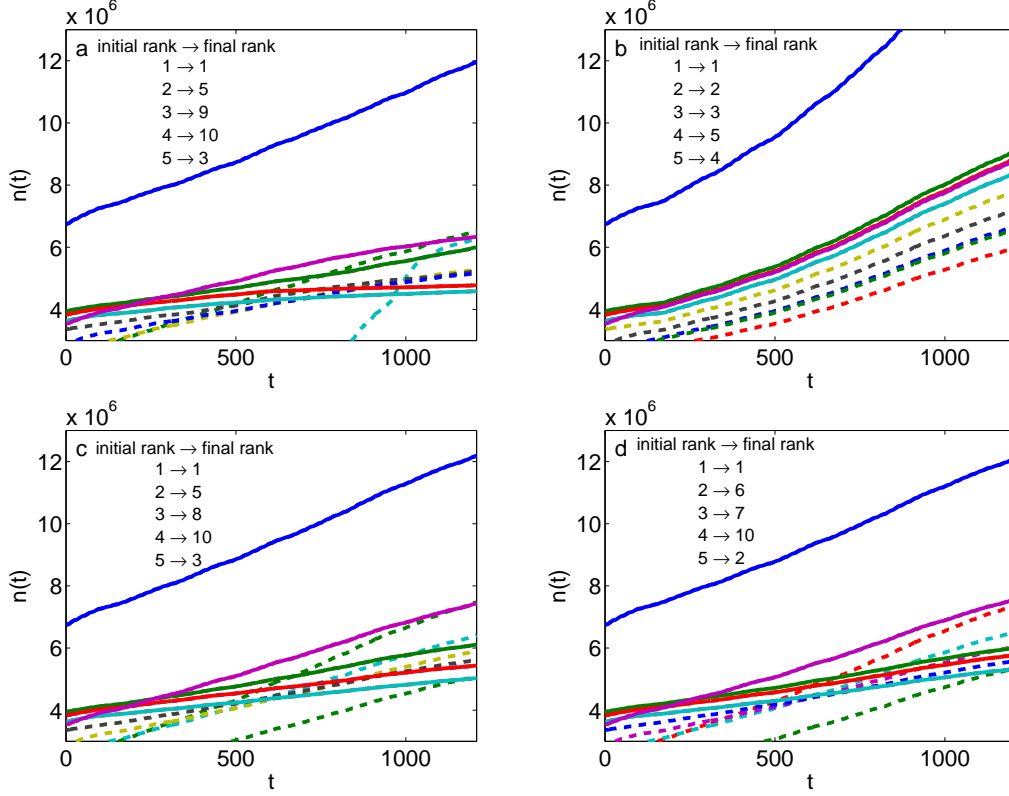 x 10^6
a initial rank → final rank
1 → 1
2 → 5
3 → 9
4 → 10
5 → 3
12
10
8
6
4
n(t)
0 500 1000
t
x 10^6
b initial rank → final rank
1 → 1
2 → 2
3 → 3
4 → 5
5 → 4
12
10
8
6
4
n(t)
0 500 1000
t
x 10^6
c initial rank → final rank
1 → 1
2 → 5
3 → 8
4 → 10
5 → 3
12
10
8
6
4
n(t)
0 500 1000
t
x 10^6
d initial rank → final rank
1 → 1
2 → 6
3 → 7
4 → 10
5 → 2
12
10
8
6
4
n(t)
0 500 1000
t